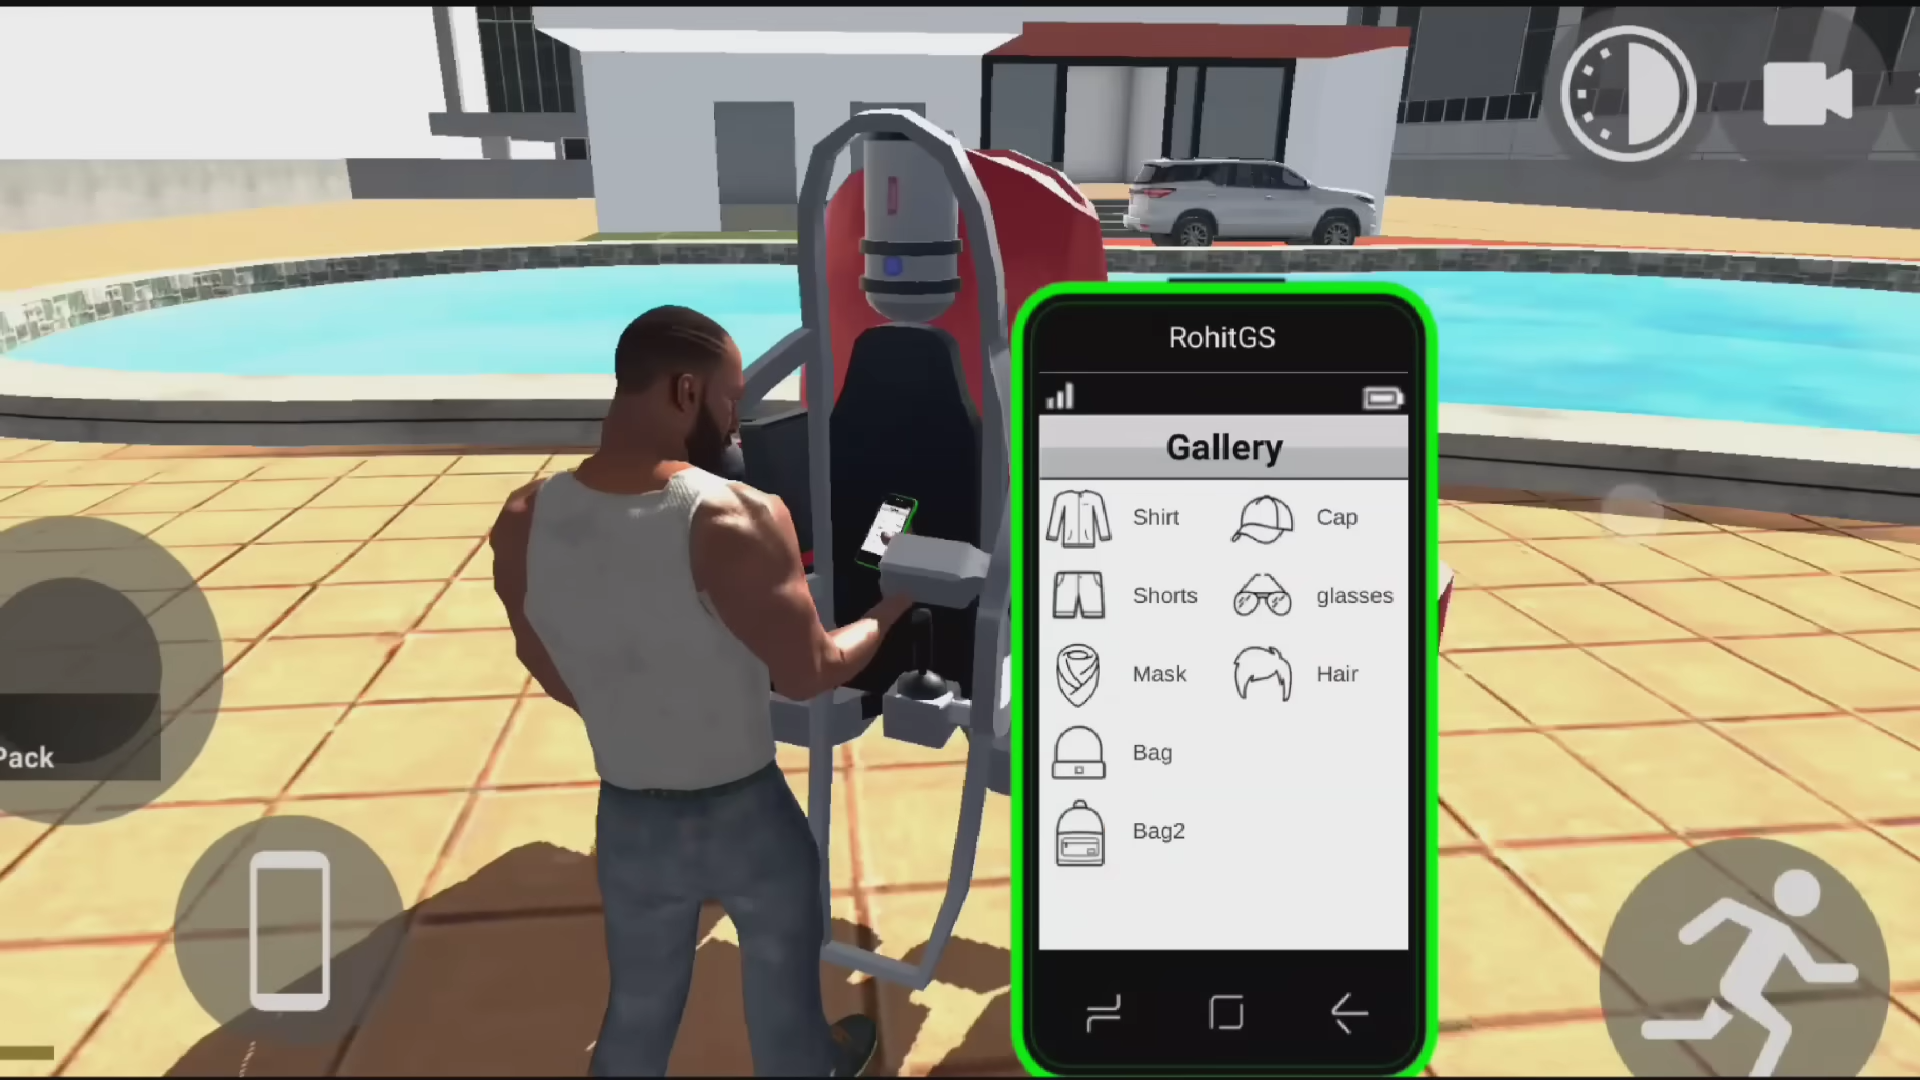 RohitGS
Gallery
Shirt
Cap
Shorts
glasses
Mask
Hair
Bag
Bag2
Pack